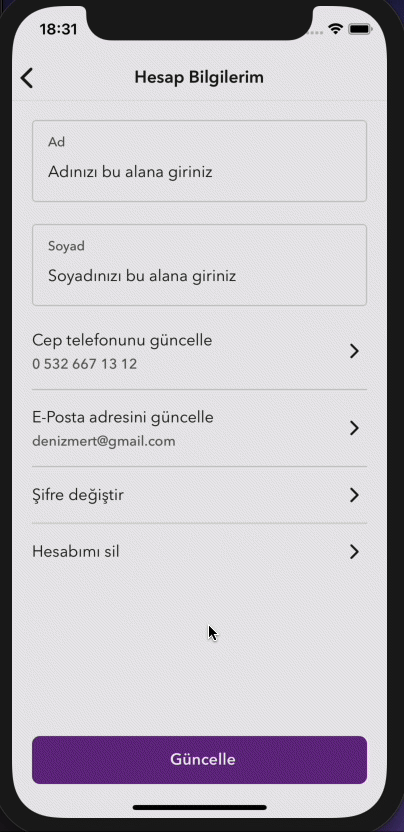 18:31
Hesap Bilgilerim
Ad
Adınızı bu alana giriniz
Soyad
Soyadınızı bu alana giriniz
Cep telefonunu güncelle
0 532 667 13 12
E-Posta adresini güncelle
denizmert@gmail.com
Şifre değiştir
Hesabımı sil
Güncelle